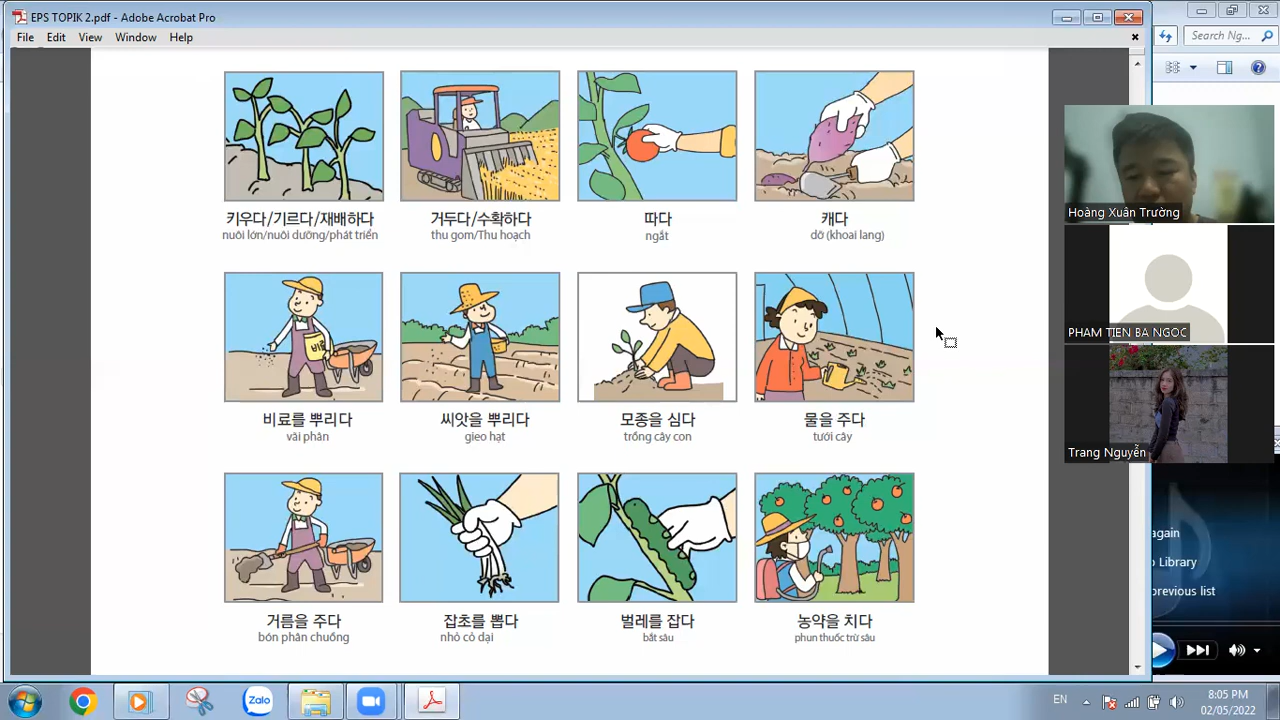 EPS TOPIK 2.pdf - Adobe Acrobat Pro
Search Ng...
File Edit View Window Help
키우다/기르다/재배하다
nuôi lớn/nuôi dưỡng/phát triển
거두다/수확하다
thu gom/Thu hoạch
따다
ngắt
캐다
dỡ (khoai lang)
Hoàng Xuân Trường
비료를 뿌리다
vãi phân
씨앗을 뿌리다
gieo hạt
모종을 심다
trồng cây con
물을 주다
tưới cây
PHAM TIEN BA NGOC
Trang Nguyễn
거름을 주다
bón phân chuồng
잡초를 뽑다
nhỏ cỏ dại
벌레를 잡다
bắt sâu
농약을 치다
phun thuốc trừ sâu
again
Library
previous list
Zalo
EN
8:05 PM
02/05/2022